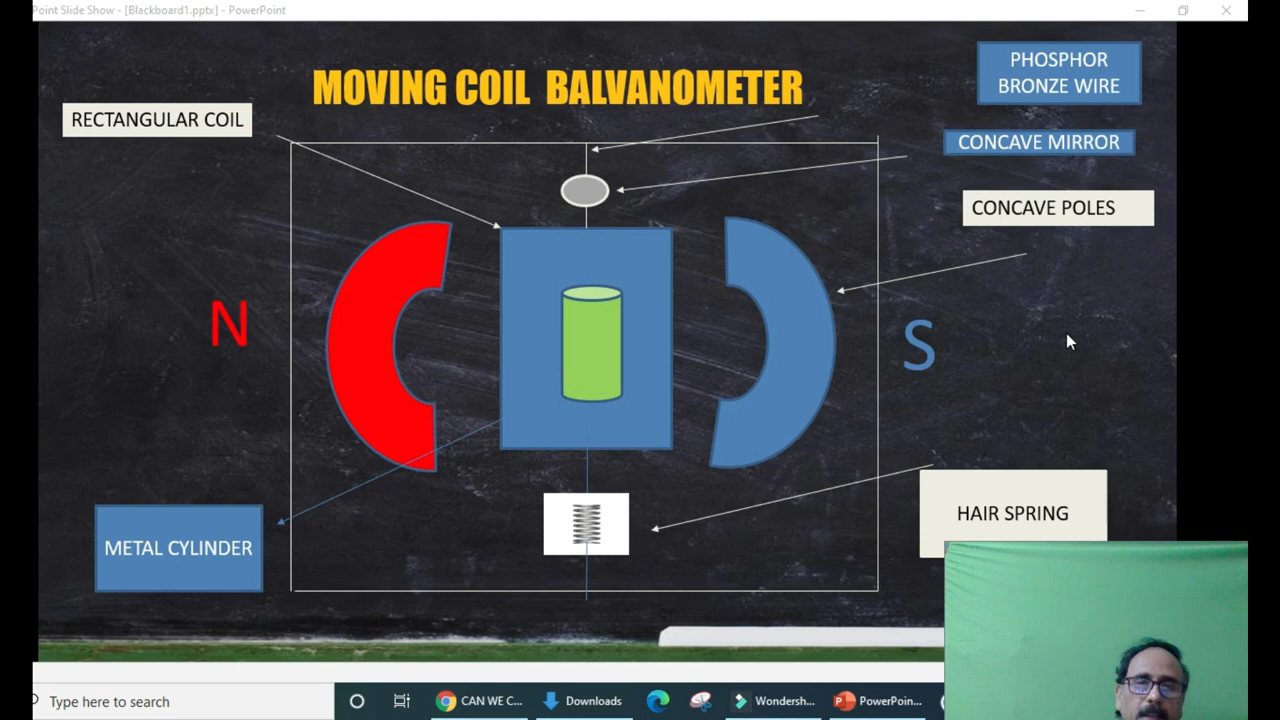 Point Slide Show - [Blackboard1.pptx] - PowerPoint
MOVING COIL BALVANOMETER
PHOSPHOR
BRONZE WIRE
RECTANGULAR COIL
CONCAVE MIRROR
CONCAVE POLES
N
S
HAIR SPRING
METAL CYLINDER
Type here to search
CAN WE C...
Downloads
Wondersh...
PowerPoin...